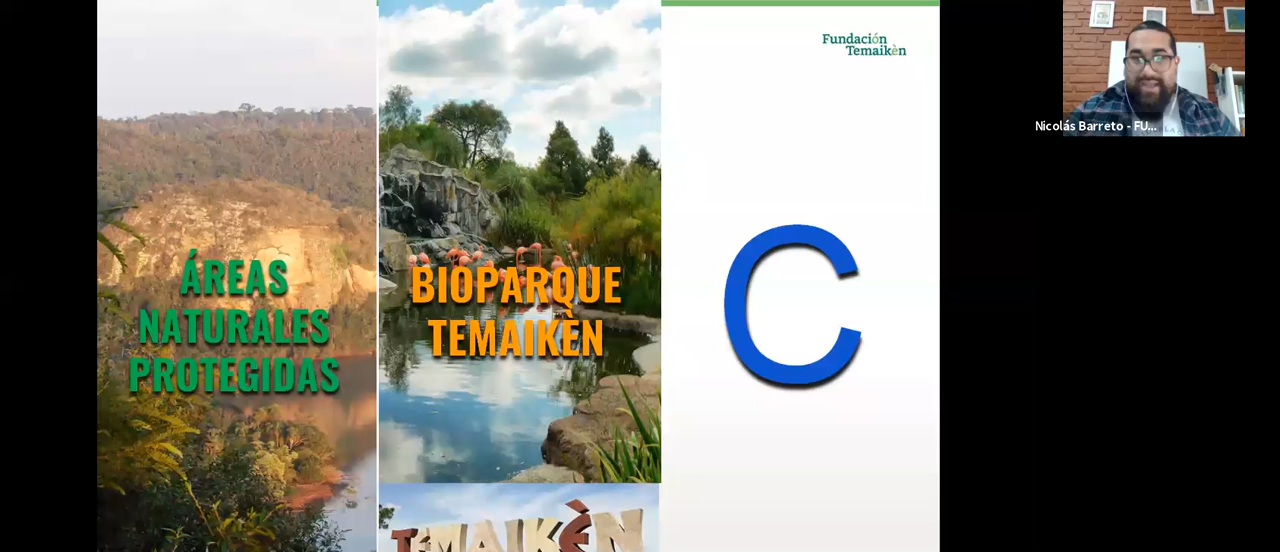 ÁREAS
NATURALES
PROTEGIDAS
BIOPARQUE
TEMAIKÈN
TEMAIKÈN
Fundación
Temaikèn
C
Nicolás Barreto - FU...